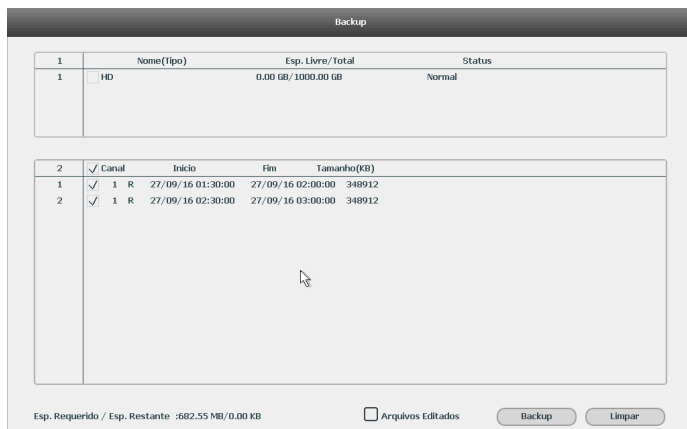 Backup
1 Nome(Tipo) Esp. Livre/Total Status
1 HD 0.00 GB/1000.00 GB Normal
2 Canal Início Fim Tamanho(KB)
1 1 R 27/09/16 01:30:00 27/09/16 02:00:00 348912
2 1 R 27/09/16 02:30:00 27/09/16 03:00:00 348912
Esp. Requerido / Esp. Restante :682.55 MB/0.00 KB Arquivos Editados Backup Limpar